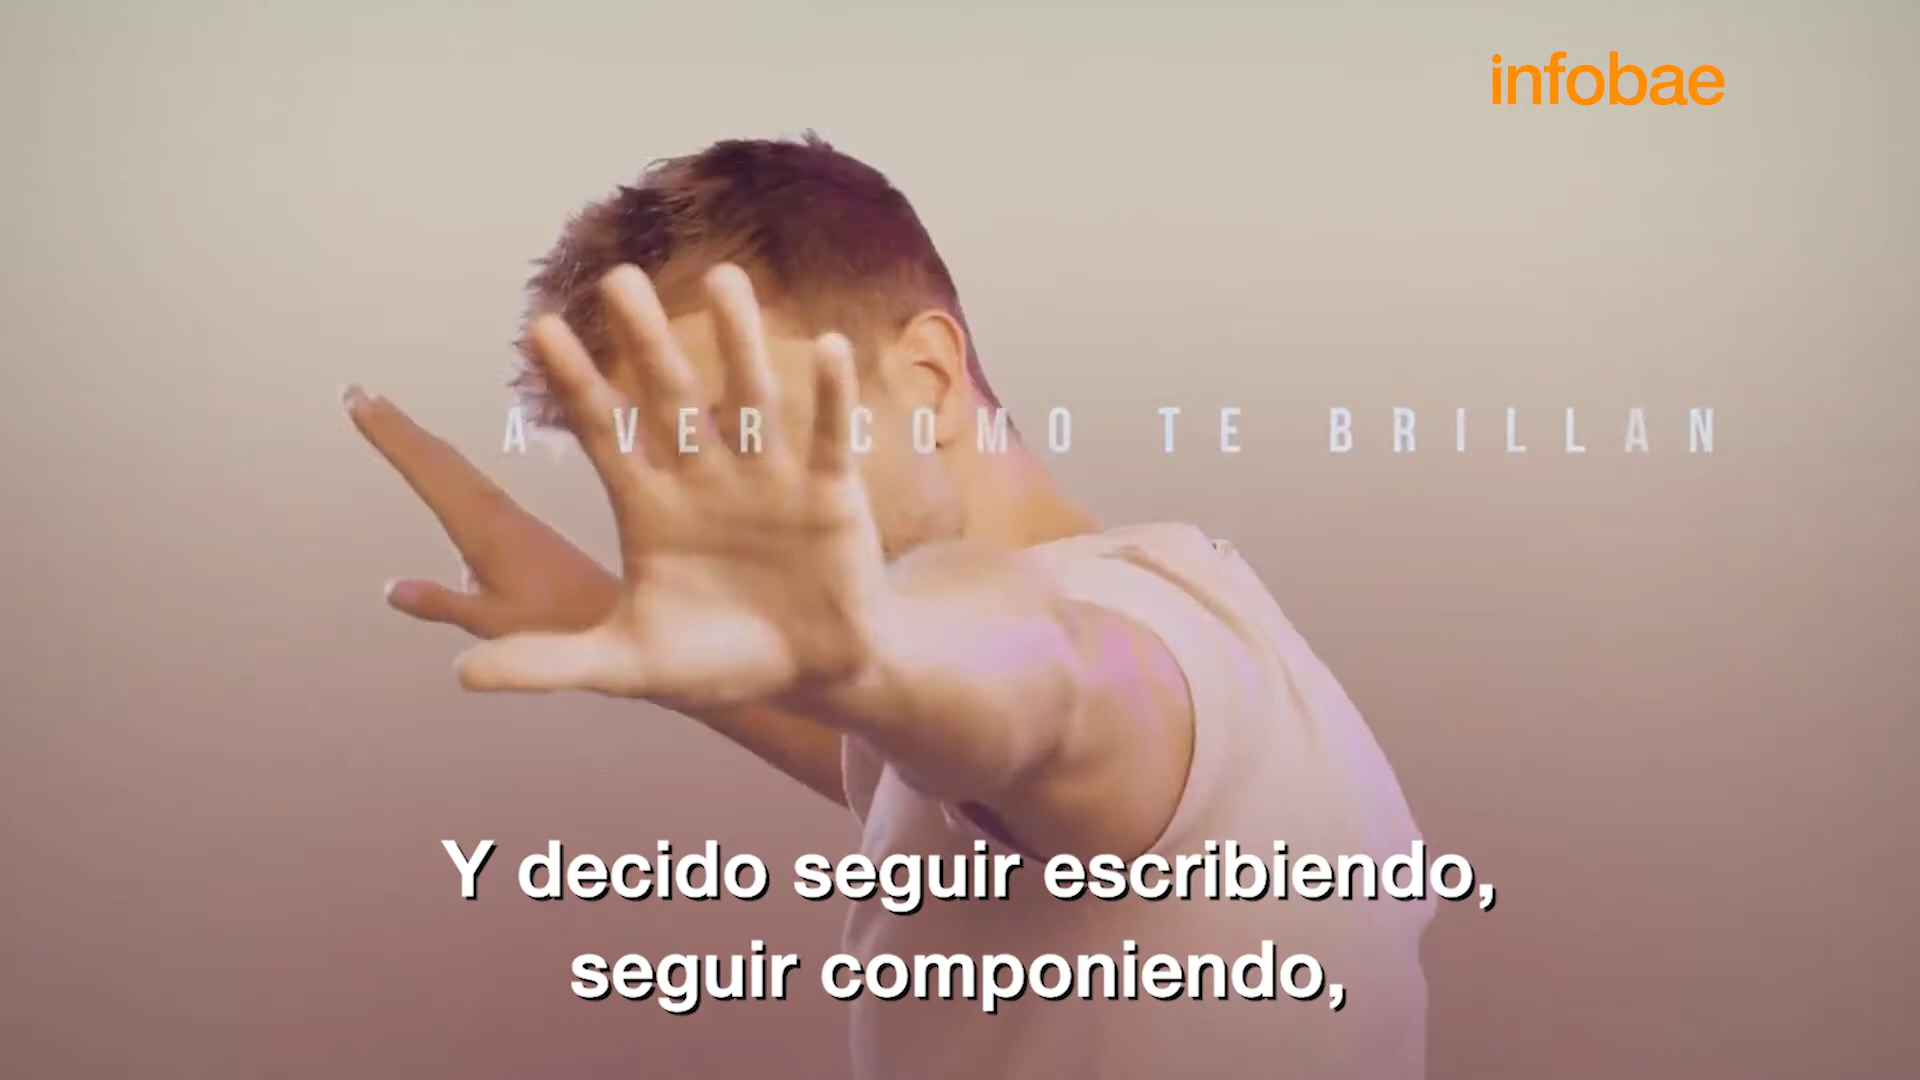 infobae
A VER COMO TE BRILLAN
Y decido seguir escribiendo,
seguir componiendo,